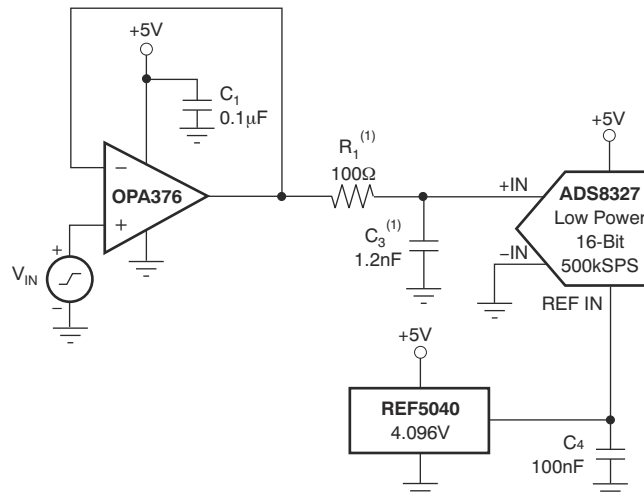 +5V
C1
0.1μF
−
OPA376
+
+
VIN
−
R1(1)
100Ω
C3(1)
1.2nF
+5V
+IN
ADS8327
Low Power
16-Bit
500kSPS
−IN
REF IN
+5V
REF5040
4.096V
C4
100nF